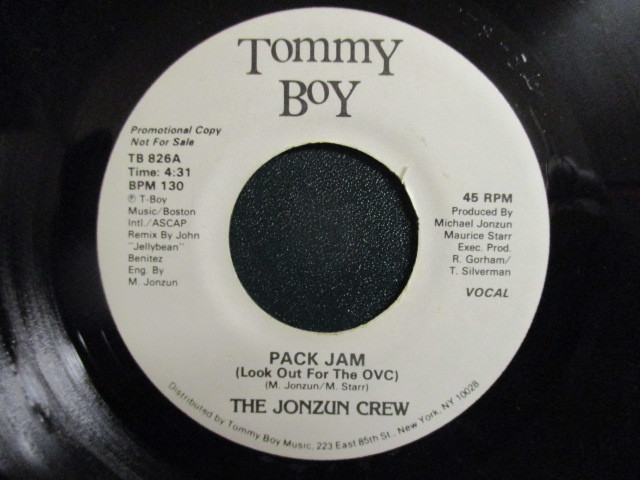 TOMMY
BOY
Promotional Copy
Not For Sale
TB 826A
Time: 4:31
BPM 130
℗ T-Boy
Music/Boston
Intl./ASCAP
Remix By John
"Jellybean"
Benitez
Eng. By
M. Jonzun
45 RPM
Produced By
Michael Jonzun
Maurice Starr
Exec. Prod.
R. Gorham/
T. Silverman
VOCAL
PACK JAM
(Look Out For The OVC)
(M. Jonzun/M. Starr)
THE JONZUN CREW
Distributed by Tommy Boy Music, 223 East 85th St., New York, NY 10028